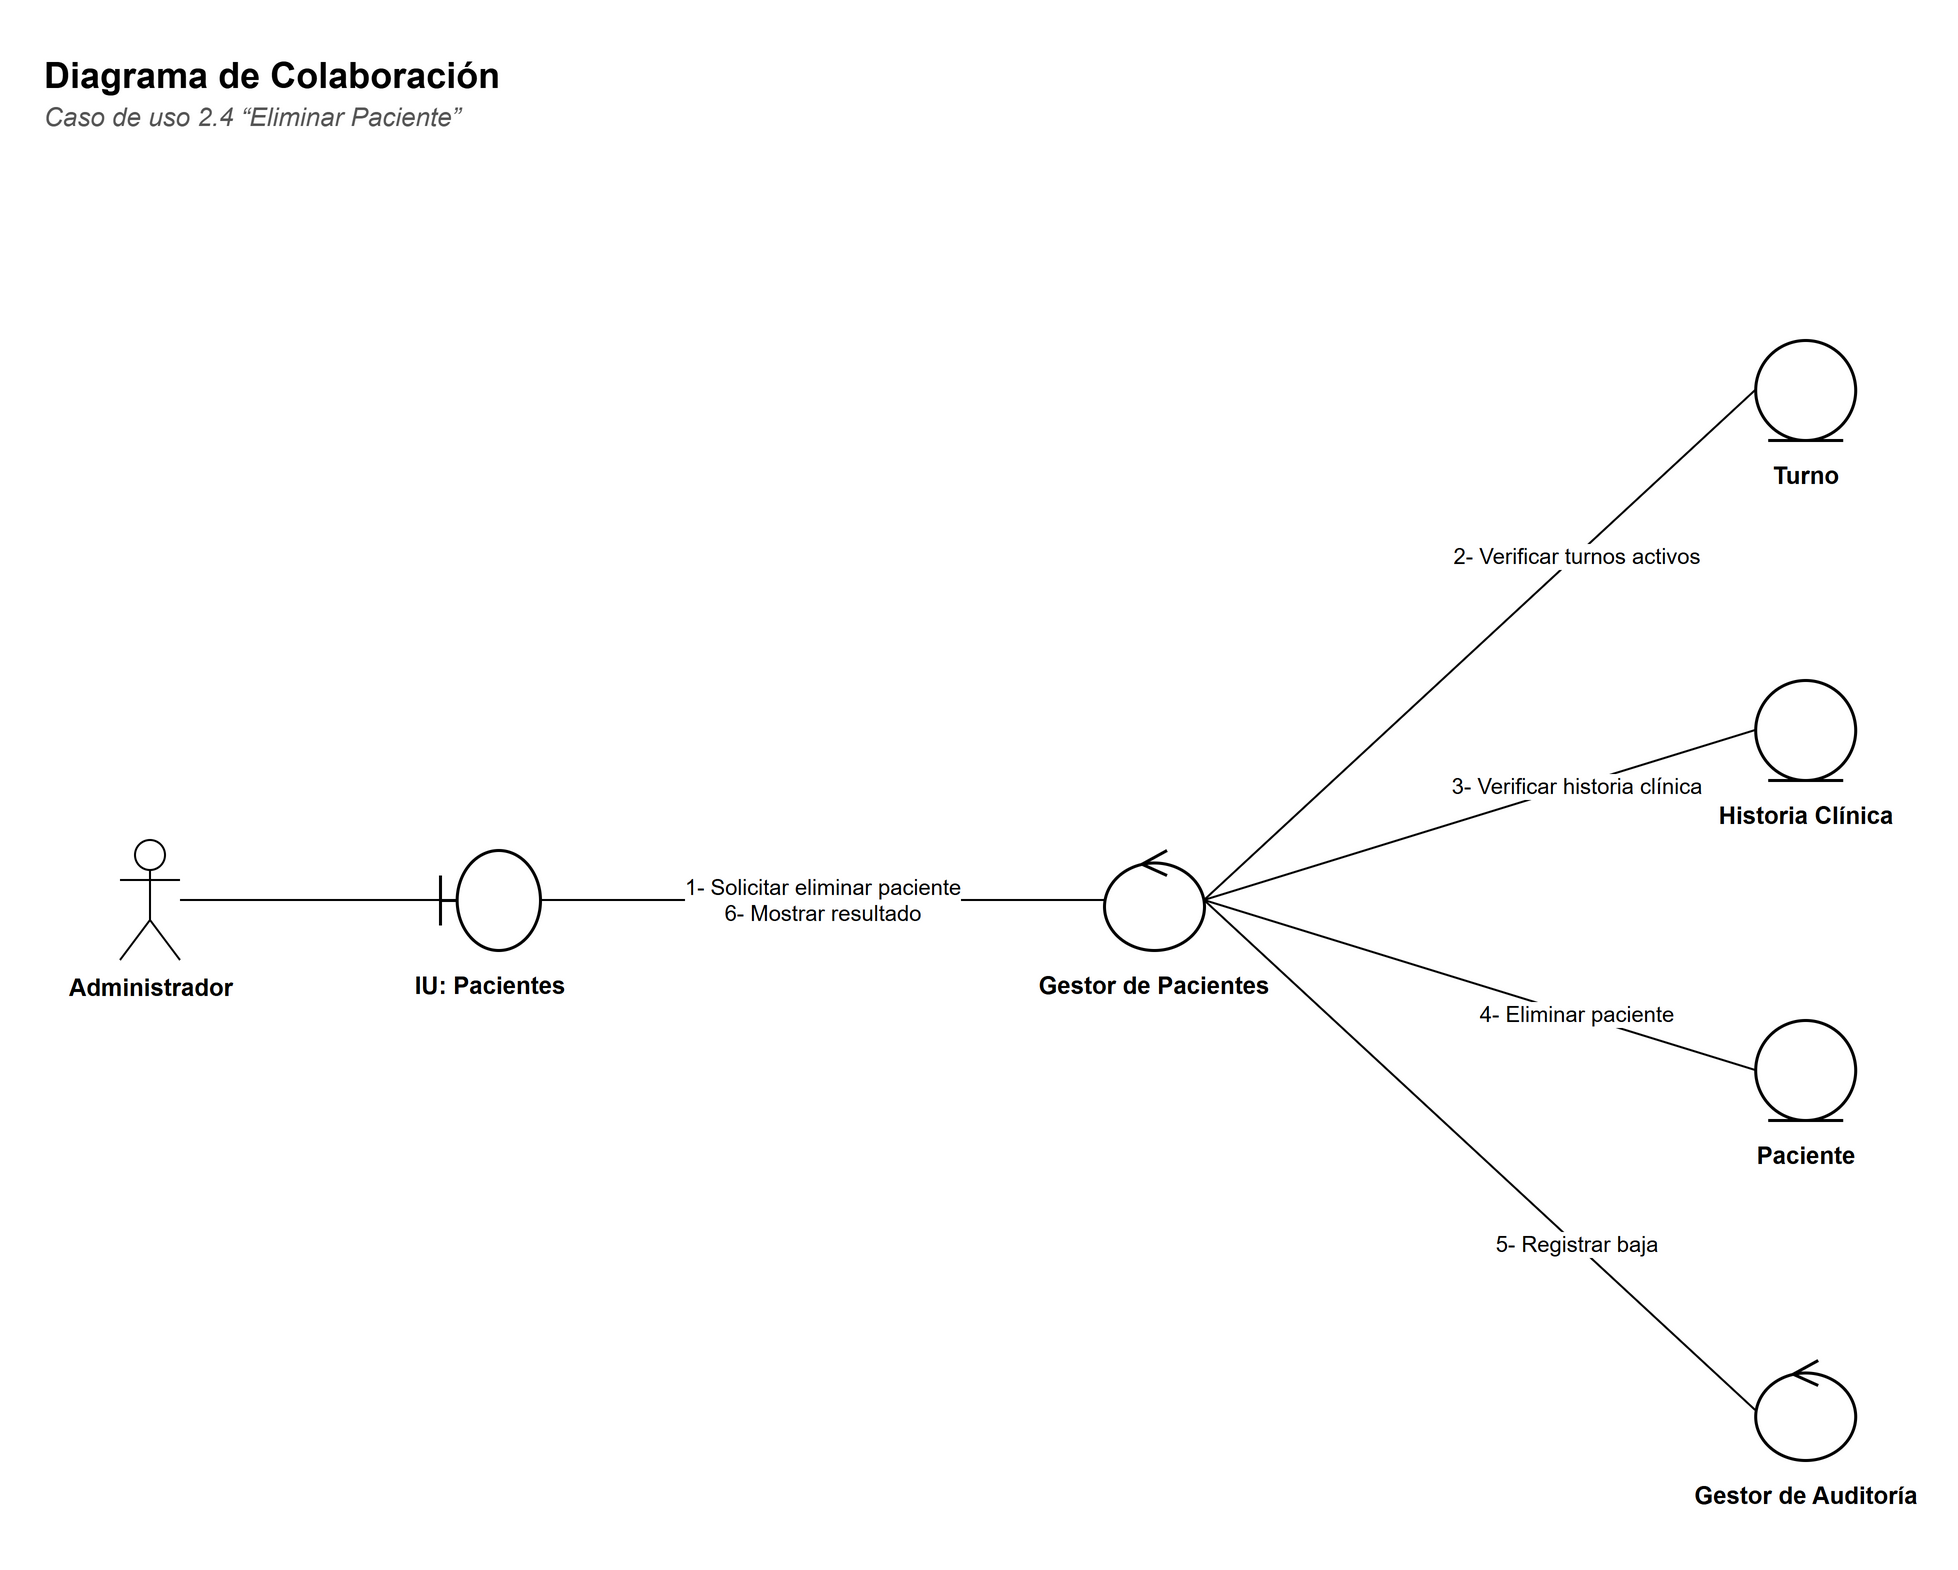 Diagrama de Colaboración
Caso de uso 2.4 “Eliminar Paciente”
Turno
2- Verificar turnos activos
3- Verificar historia clínica
Historia Clínica
1- Solicitar eliminar paciente
6- Mostrar resultado
Administrador
IU: Pacientes
Gestor de Pacientes
4- Eliminar paciente
Paciente
5- Registrar baja
Gestor de Auditoría